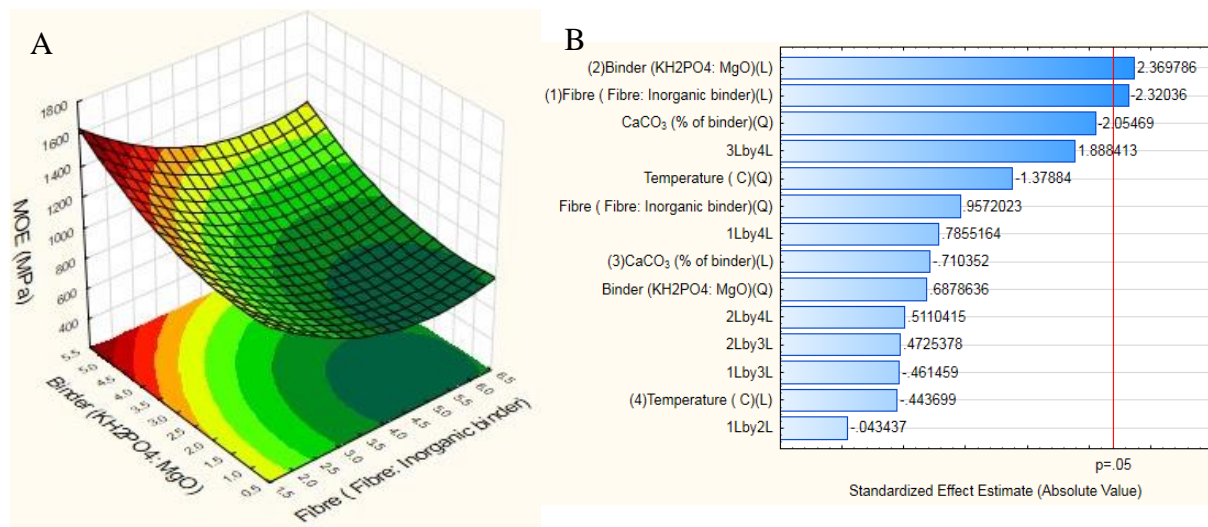 A
1800
1600
1400
1200
1000
800
600
400
MOE (MPa)
5.5
5.0
4.5
4.0
3.5
3.0
2.5
2.0
1.5
1.0
0.5
Binder (KH2PO4: MgO)
1.5
2.0
2.5
3.0
3.5
4.0
4.5
5.0
5.5
6.0
6.5
Fibre ( Fibre: Inorganic binder)
B
(2)Binder (KH2PO4: MgO)(L) 2.369786
(1)Fibre ( Fibre: Inorganic binder)(L) -2.32036
CaCO₃ (% of binder)(Q) -2.05469
3Lby4L 1.888413
Temperature ( C)(Q) -1.37884
Fibre ( Fibre: Inorganic binder)(Q) .9572023
1Lby4L .7855164
(3)CaCO₃ (% of binder)(L) -.710352
Binder (KH2PO4: MgO)(Q) .6878636
2Lby4L .5110415
2Lby3L .4725378
1Lby3L -.461459
(4)Temperature ( C)(L) -.443699
1Lby2L -.043437
p=.05
Standardized Effect Estimate (Absolute Value)